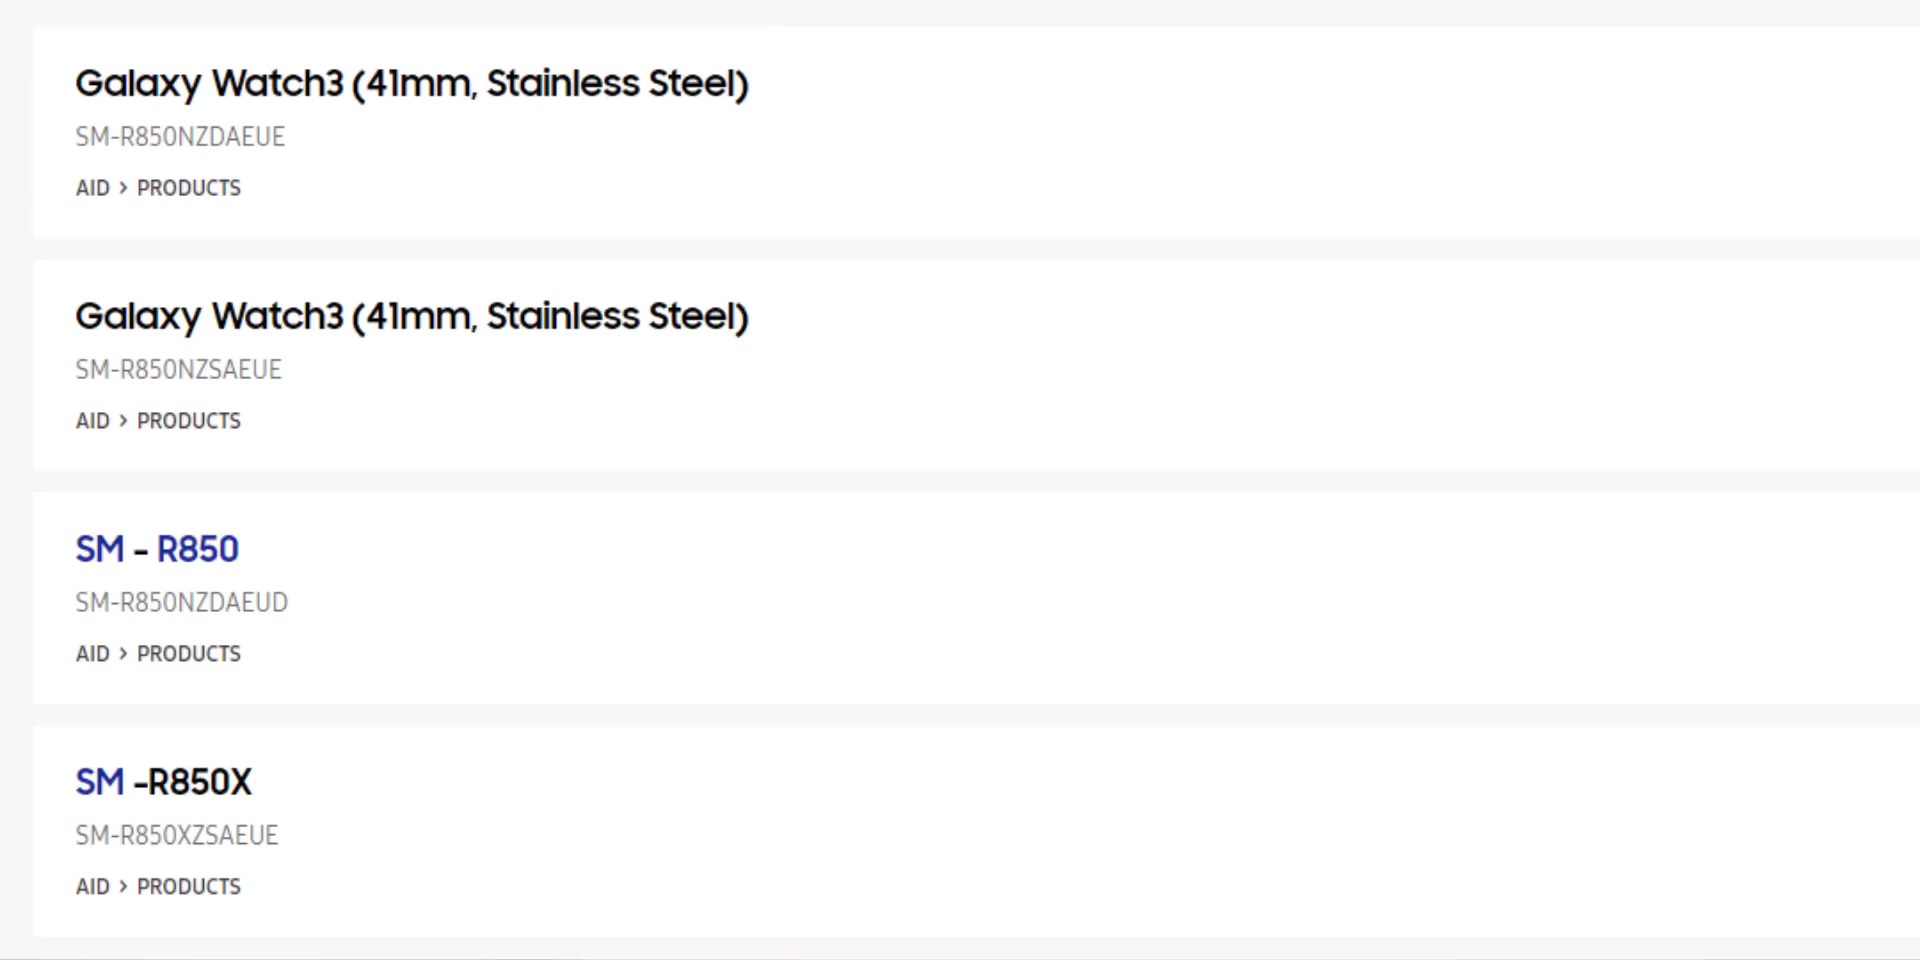 Galaxy Watch3 (41mm, Stainless Steel)
SM-R850NZDAEUE
AID > PRODUCTS
Galaxy Watch3 (41mm, Stainless Steel)
SM-R850NZSAEUE
AID > PRODUCTS
SM - R850
SM-R850NZDAEUD
AID > PRODUCTS
SM -R850X
SM-R850XZSAEUE
AID > PRODUCTS